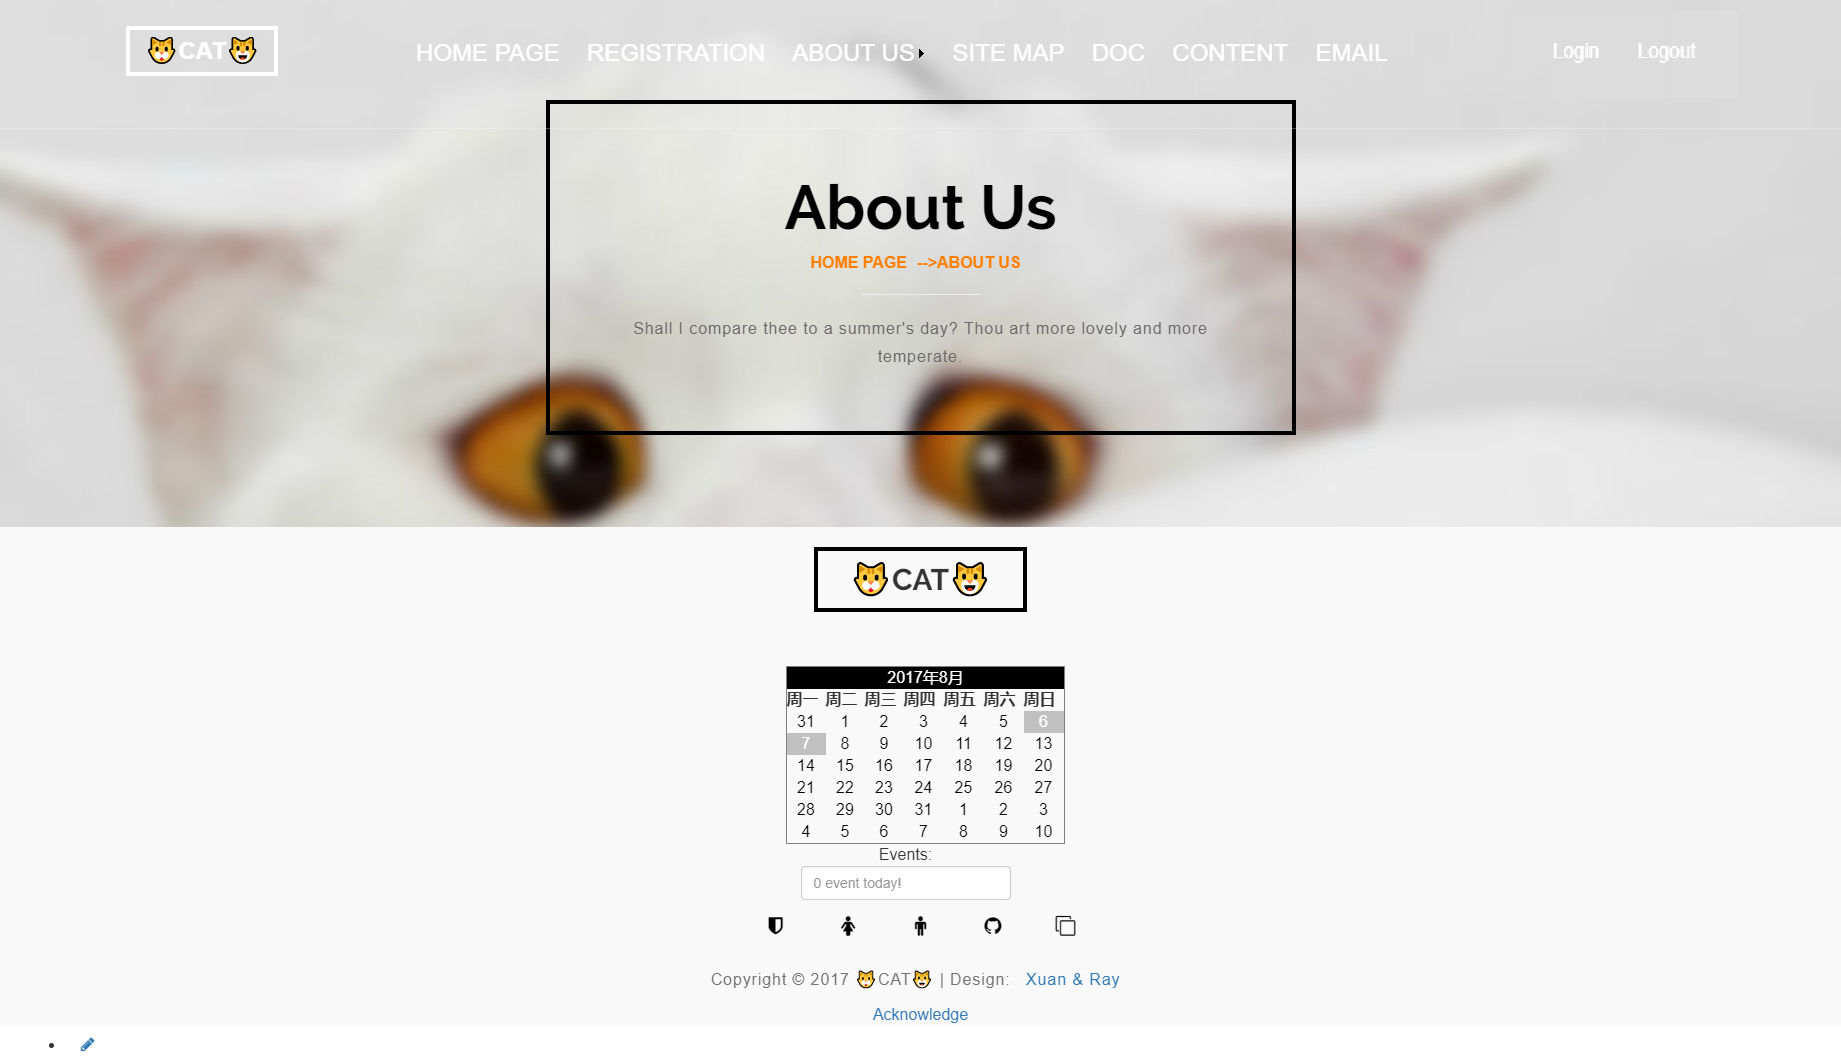 🐱CAT🐱 HOME PAGE REGISTRATION ABOUT US SITE MAP DOC CONTENT EMAIL Login Logout
About Us
HOME PAGE -->ABOUT US
Shall I compare thee to a summer's day? Thou art more lovely and more
temperate.
🐱CAT🐱
2017年8月
周一 周二 周三 周四 周五 周六 周日
31 1 2 3 4 5 6
7 8 9 10 11 12 13
14 15 16 17 18 19 20
21 22 23 24 25 26 27
28 29 30 31 1 2 3
4 5 6 7 8 9 10
Events:
0 event today!
Copyright © 2017 🐱CAT🐱 | Design: Xuan & Ray
Acknowledge